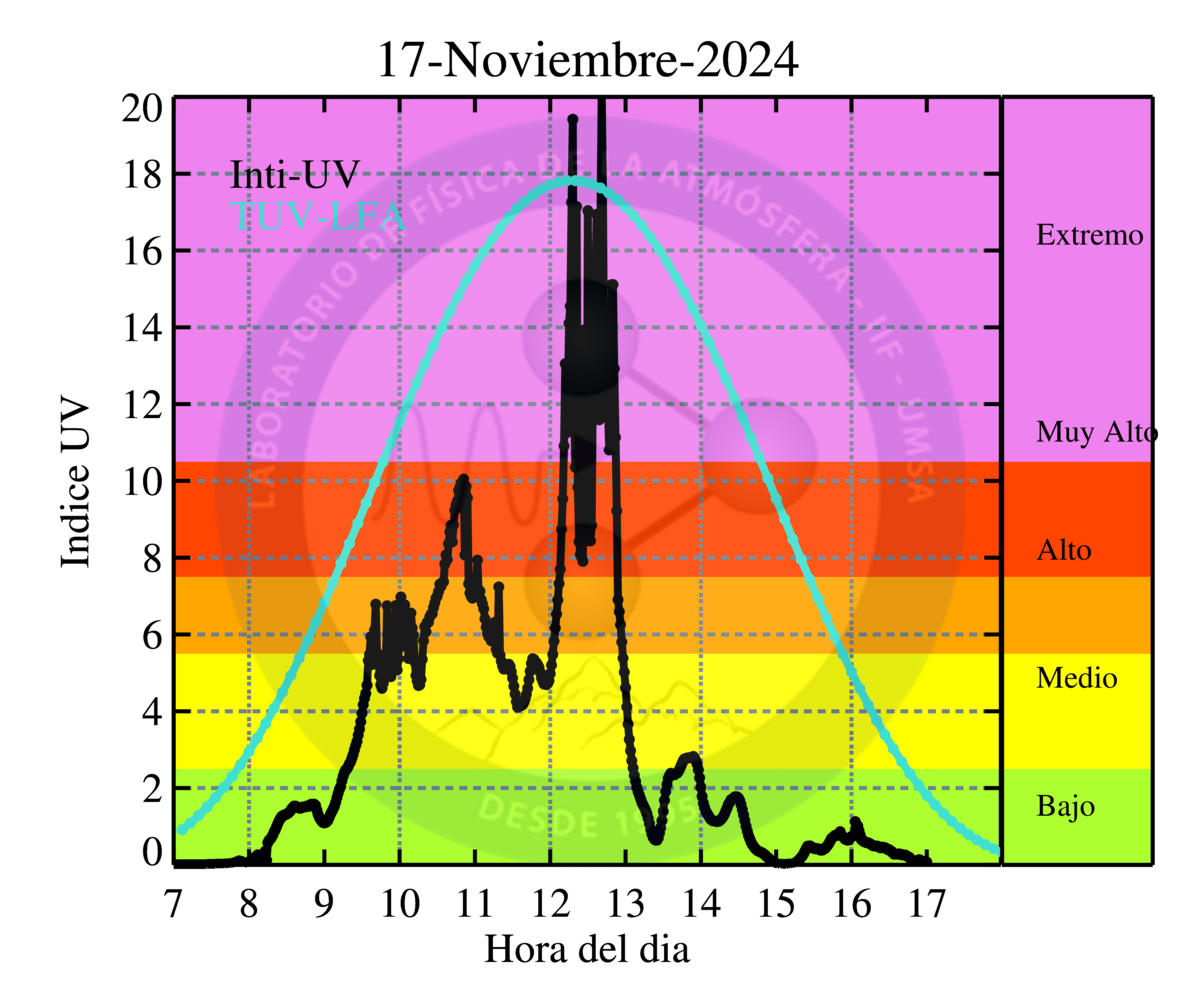 17-Noviembre-2024
20
18
16
14
12
10
8
6
4
2
0
Indice UV
Inti-UV
TUV-LFA
LABORATORIO DE FÍSICA DE LA ATMÓSFERA - IIF - UMSA
DESDE 1995
Extremo
Muy Alto
Alto
Medio
Bajo
7 8 9 10 11 12 13 14 15 16 17
Hora del dia